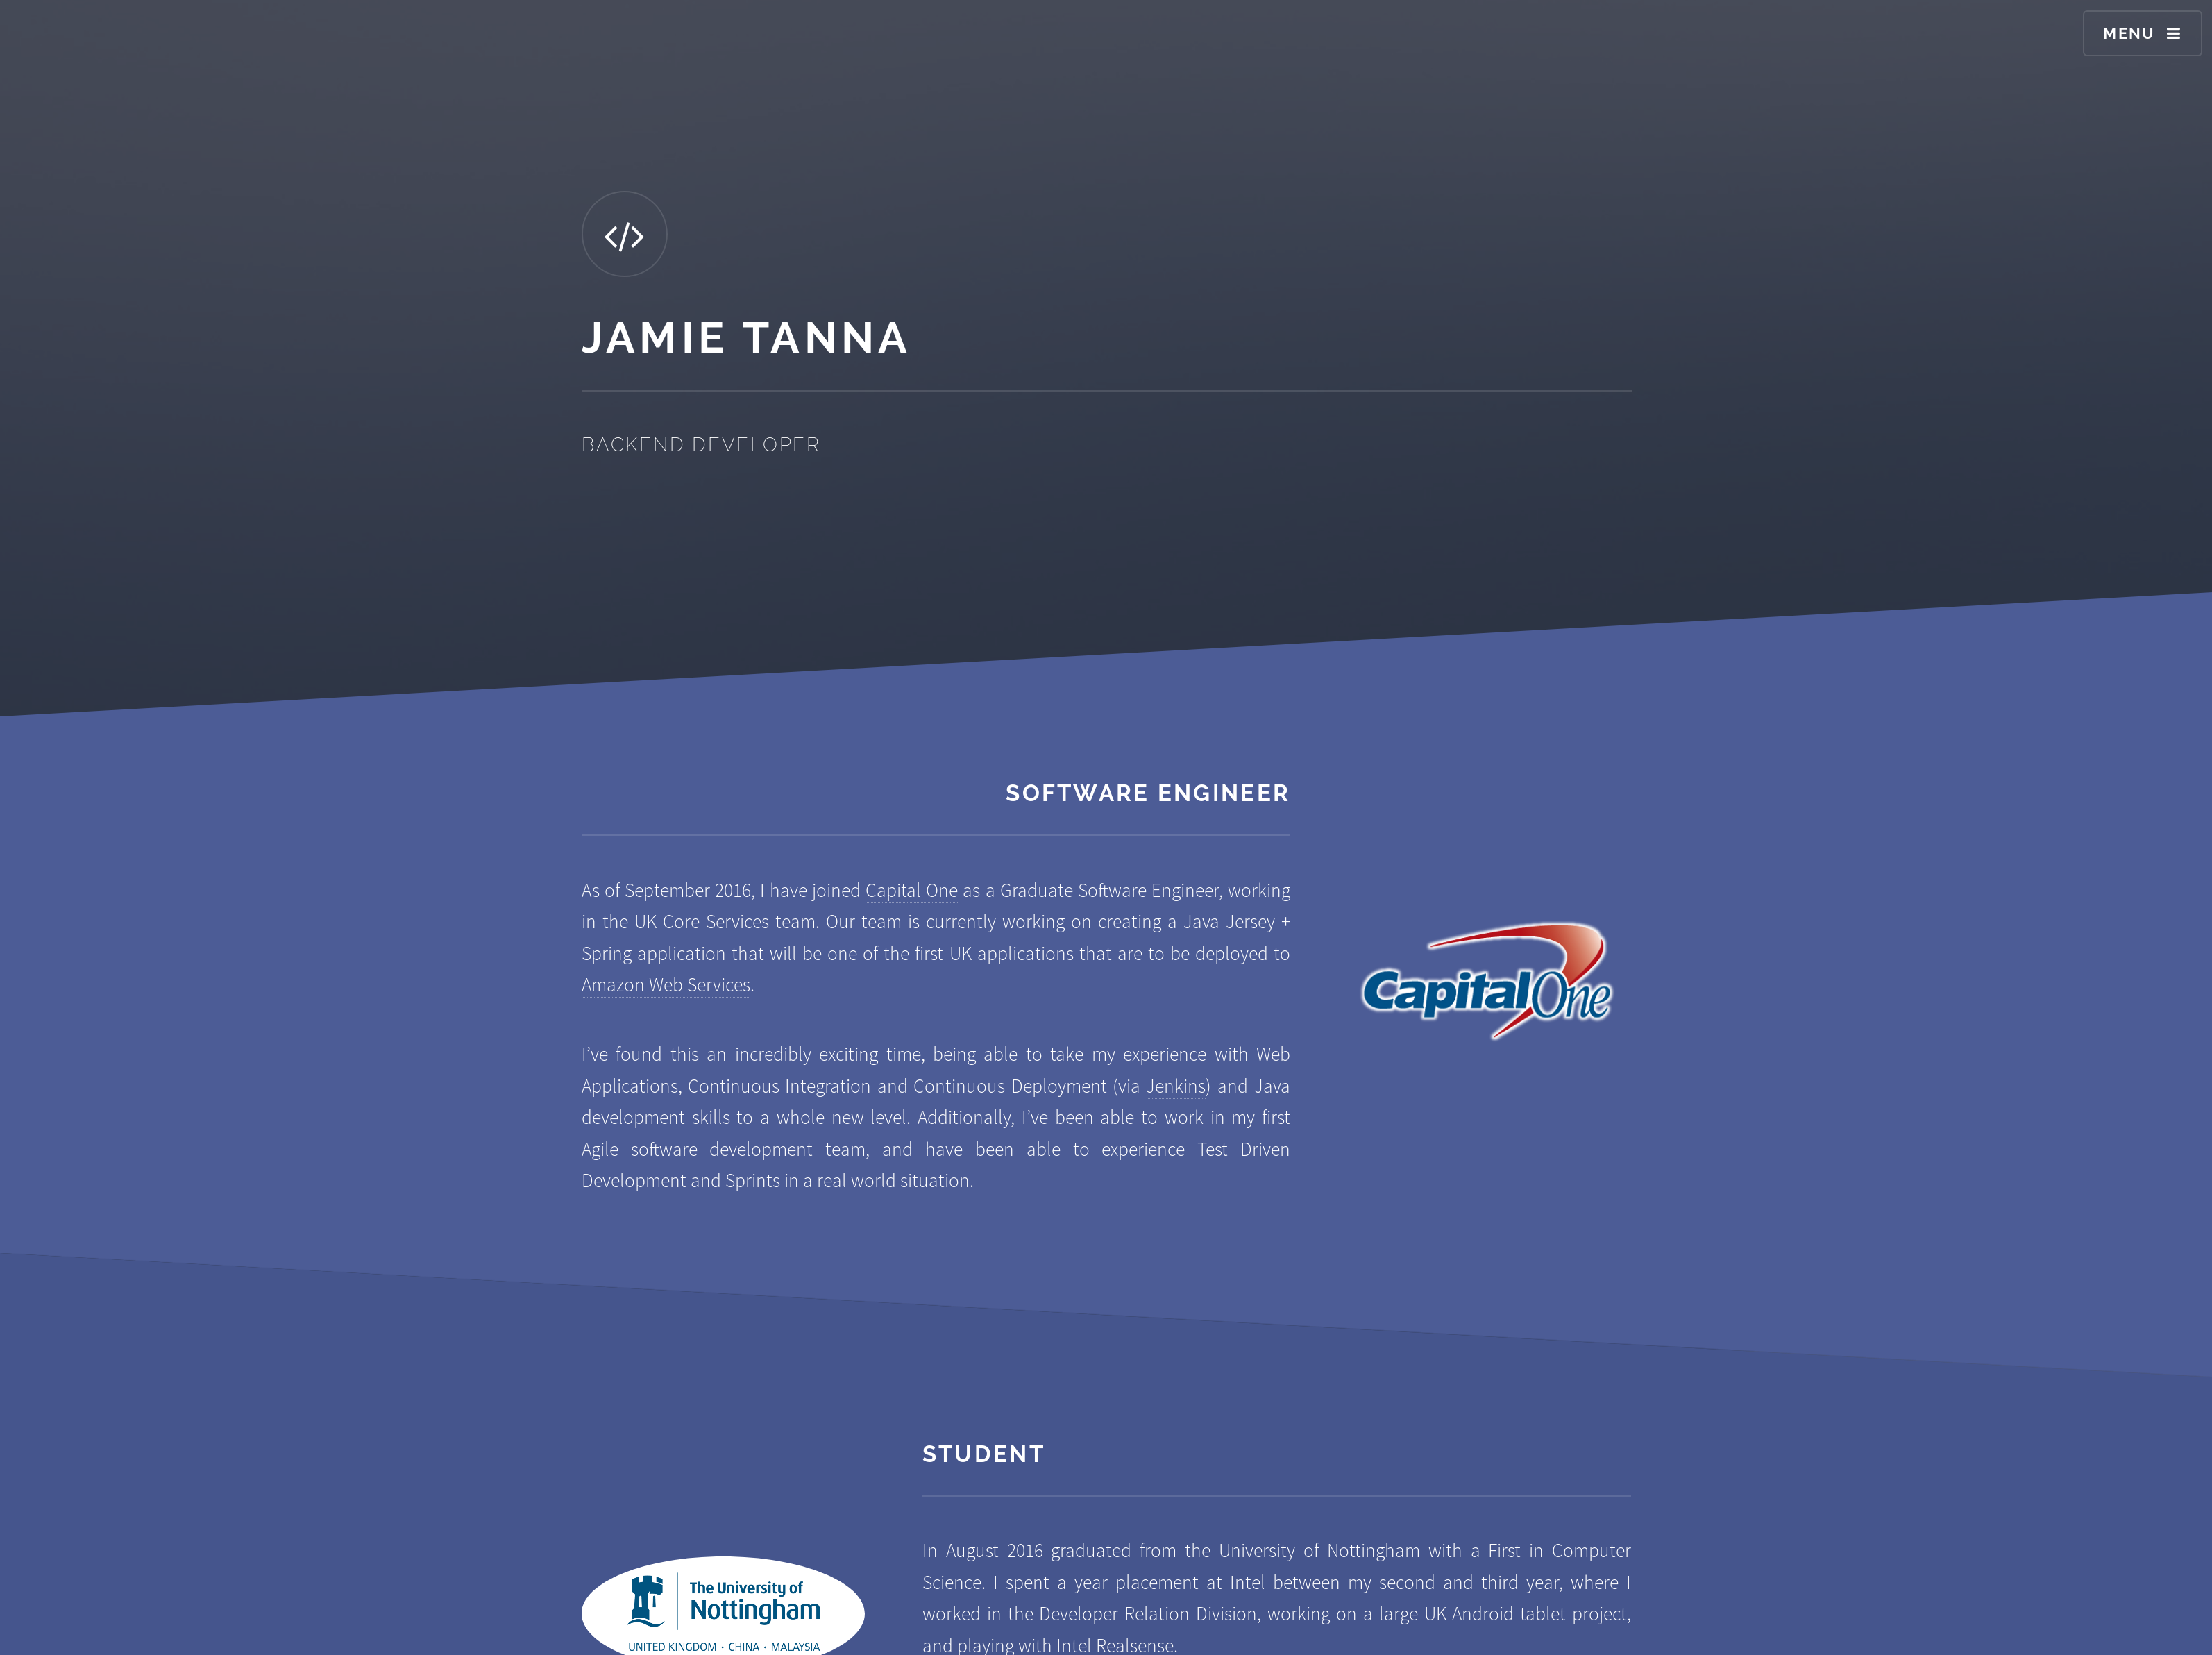 MENU
JAMIE TANNA
BACKEND DEVELOPER
SOFTWARE ENGINEER
As of September 2016, I have joined Capital One as a Graduate Software Engineer, working
in the UK Core Services team. Our team is currently working on creating a Java Jersey +
Spring application that will be one of the first UK applications that are to be deployed to
Amazon Web Services.
CapitalOne
I’ve found this an incredibly exciting time, being able to take my experience with Web
Applications, Continuous Integration and Continuous Deployment (via Jenkins) and Java
development skills to a whole new level. Additionally, I’ve been able to work in my first
Agile software development team, and have been able to experience Test Driven
Development and Sprints in a real world situation.
STUDENT
In August 2016 graduated from the University of Nottingham with a First in Computer
Science. I spent a year placement at Intel between my second and third year, where I
worked in the Developer Relation Division, working on a large UK Android tablet project,
and playing with Intel Realsense.
The University of
Nottingham
UNITED KINGDOM · CHINA · MALAYSIA